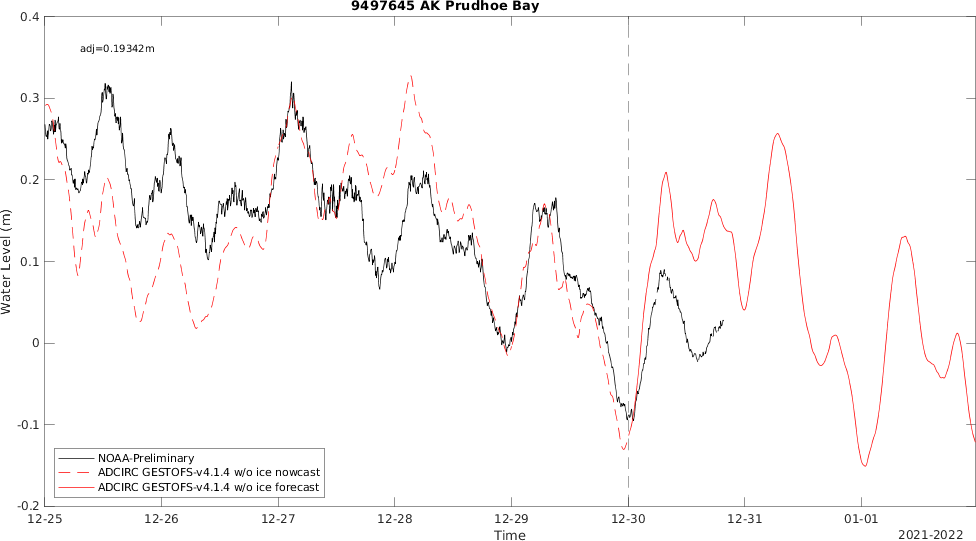 9497645 AK Prudhoe Bay
adj=0.19342m
0.4
0.3
0.2
0.1
0
-0.1
-0.2
Water Level (m)
NOAA-Preliminary
ADCIRC GESTOFS-v4.1.4 w/o ice nowcast
ADCIRC GESTOFS-v4.1.4 w/o ice forecast
12-25 12-26 12-27 12-28 12-29 12-30 12-31 01-01
Time
2021-2022